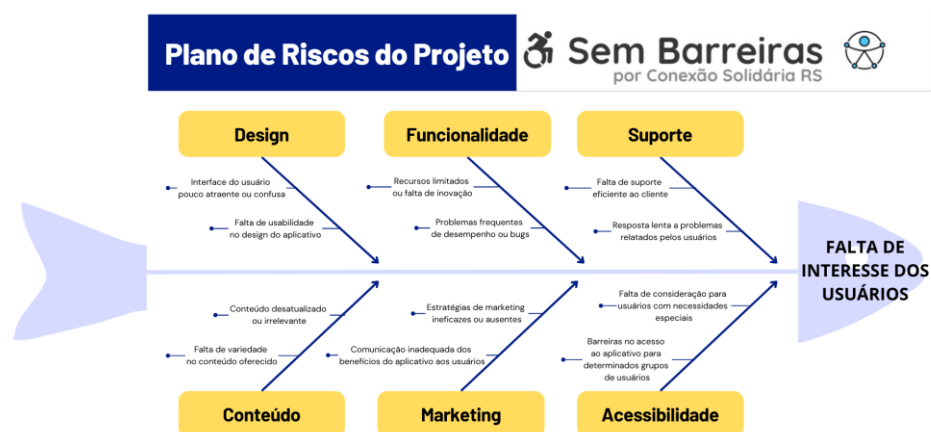 Plano de Riscos do Projeto
Sem Barreiras
por Conexão Solidária RS
Design
Funcionalidade
Suporte
Interface do usuário
pouco atraente ou confusa
Falta de usabilidade
no design do aplicativo
Recursos limitados
ou falta de inovação
Problemas frequentes
de desempenho ou bugs
Falta de suporte
eficiente ao cliente
Resposta lenta a problemas
relatados pelos usuários
FALTA DE
INTERESSE DOS
USUÁRIOS
Conteúdo desatualizado
ou irrelevante
Falta de variedade
no conteúdo oferecido
Estratégias de marketing
ineficazes ou ausentes
Comunicação inadequada dos
benefícios do aplicativo aos usuários
Falta de consideração para
usuários com necessidades
especiais
Barreiras no acesso
ao aplicativo para
determinados grupos
de usuários
Conteúdo
Marketing
Acessibilidade